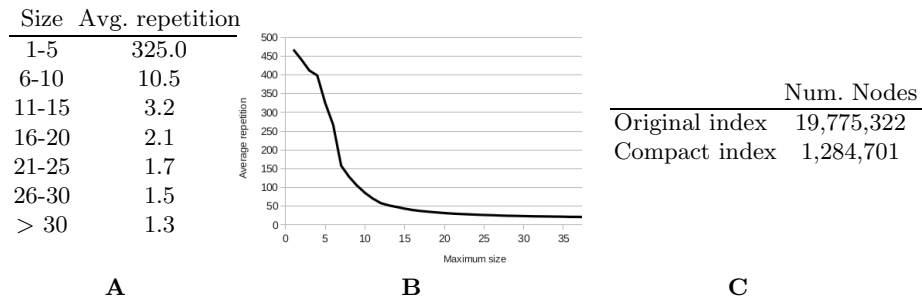 Size Avg. repetition
1-5 325.0
6-10 10.5
11-15 3.2
16-20 2.1
21-25 1.7
26-30 1.5
> 30 1.3
A
500
450
400
350
300
250
200
150
100
50
0
Average repetition
0 5 10 15 20 25 30 35
Maximum size
B
Num. Nodes
Original index 19,775,322
Compact index 1,284,701
C